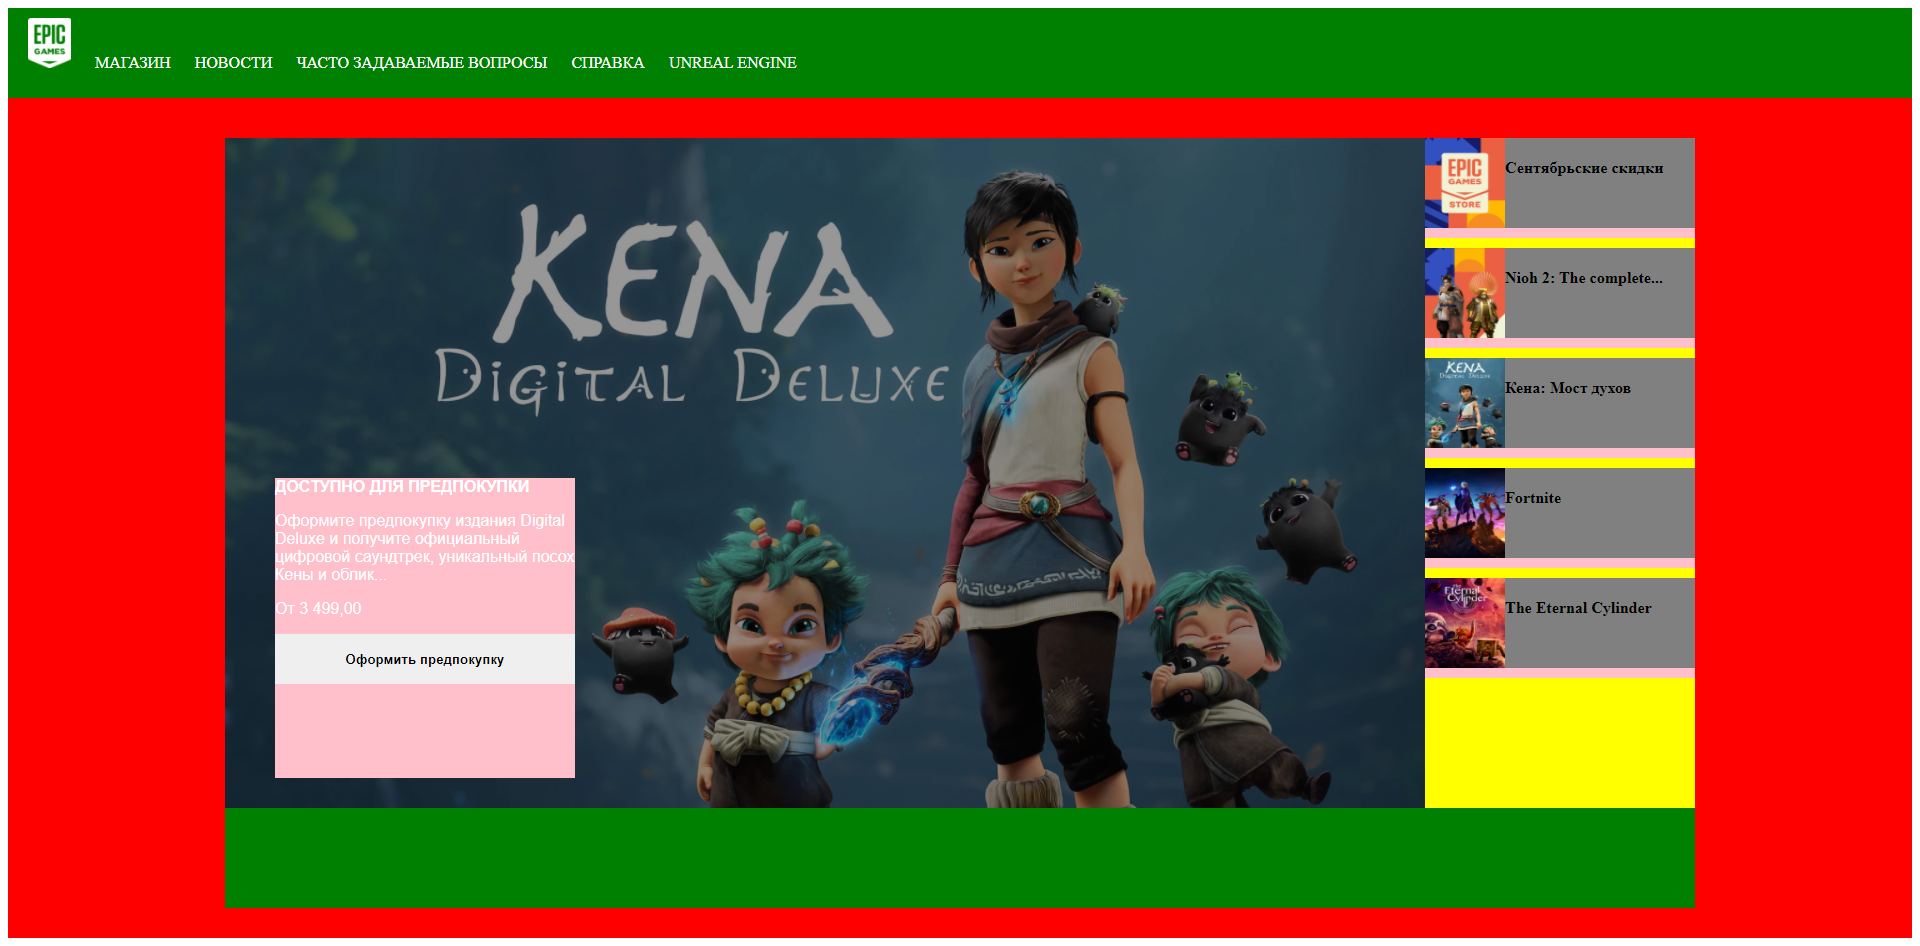 EPIC
GAMES
МАГАЗИН НОВОСТИ ЧАСТО ЗАДАВАЕМЫЕ ВОПРОСЫ СПРАВКА UNREAL ENGINE
KENA
DIGITAL DELUXE
ДОСТУПНО ДЛЯ ПРЕДПОКУПКИ
Оформите предпокупку издания Digital
Deluxe и получите официальный
цифровой саундтрек, уникальный посох
Кены и облик...
От 3 499,00
Оформить предпокупку
EPIC
GAMES
STORE
Сентябрьские скидки
Nioh 2: The complete...
KENA
DIGITAL DELUXE
Кена: Мост духов
Fortnite
The
Eternal
Cylinder
The Eternal Cylinder